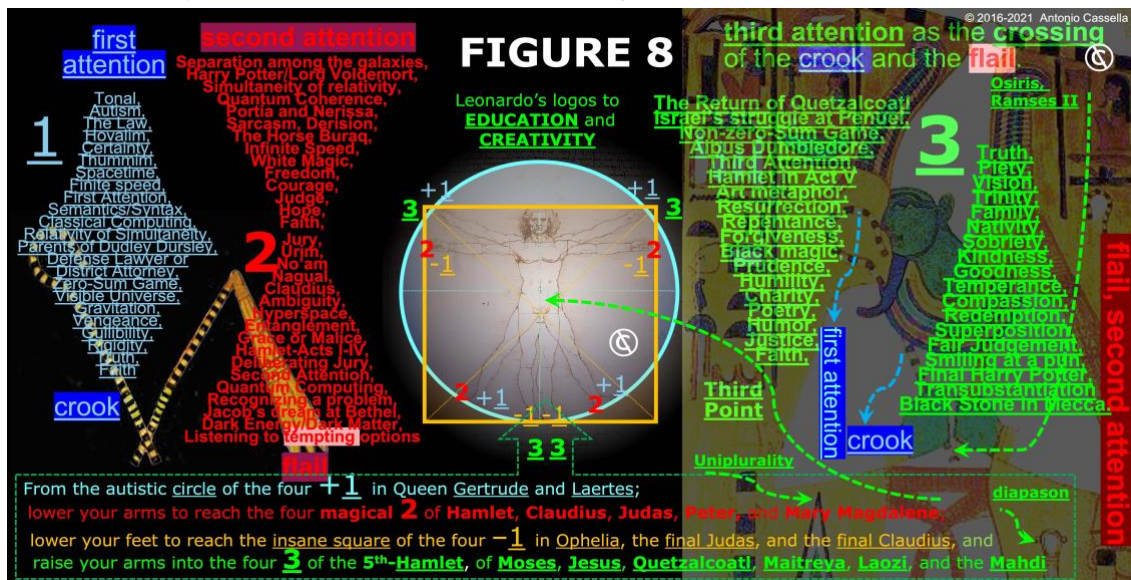 © 2016-2021 Antonio Cassella
FIGURE 8
first
attention
1
Tonal,
Autism,
The Law,
Hovalim,
Certainty,
Thummim,
Spacetime,
Finite speed,
First Attention,
Semantics/Syntax,
Classical Computing,
Relativity of Simultaneity,
Parents of Dudley Dursley,
Defense Lawyer or
District Attorney,
Zero-Sum Game,
Visible Universe,
Gravitation,
Vengeance,
Gullibility,
Rigidity,
Truth,
Faith
crook
second attention
Separation among the galaxies,
Harry Potter/Lord Voldemort,
Simultaneity of relativity,
Quantum Coherence,
Portia and Nerissa,
Sarcasm, Derision,
The Horse Buraq,
Infinite Speed,
White Magic,
Freedom,
Courage,
Judge,
Hope,
Faith,
2
Jury,
Urim,
No'am,
Nagual,
Claudius,
Ambiguity,
Hyperspace,
Entanglement,
Grace or Malice,
Hamlet-Acts I-IV,
Deliberating Jury,
Second Attention,
Quantum Computing,
Recognizing a problem,
Jacob's dream at Bethel,
Dark Energy/Dark Matter,
Listening to tempting options
flail
Leonardo's logos to
EDUCATION and
CREATIVITY
+1 +1
3 3
2 2
-1 -1
2 2
+1 +1
-1 -1
3 3
third attention as the crossing
of the crook and the flail.
Osiris,
Ramses II
The Return of Quetzalcoatl
Israel's struggle at Penuel,
Non-zero-Sum Game,
Albus Dumbledore,
Third Attention,
Hamlet in Act V
Art metaphor,
Resurrection,
Repentance,
Forgiveness,
Black magic,
Prudence,
Humility,
Charity,
Poetry,
Humor,
Justice,
Faith,
3
Truth,
Piety,
Vision,
Trinity,
Family,
Nativity,
Sobriety,
Kindness,
Goodness,
Temperance,
Compassion,
Redemption,
Superposition,
Fair Judgement,
Smiling at a pun,
Final Harry Potter,
Transubstantiation
Black Stone in Mecca.
Third
Point
first attention
crook
flail, second attention
Uniplurality
diapason
From the autistic circle of the four +1 in Queen Gertrude and Laertes;
lower your arms to reach the four magical 2 of Hamlet, Claudius, Judas, Peter, and Mary Magdalene,
lower your feet to reach the insane square of the four −1 in Ophelia, the final Judas, and the final Claudius, and
raise your arms into the four 3 of the 5th-Hamlet, of Moses, Jesus, Quetzalcoatl, Maitreya, Laozi, and the Mahdi